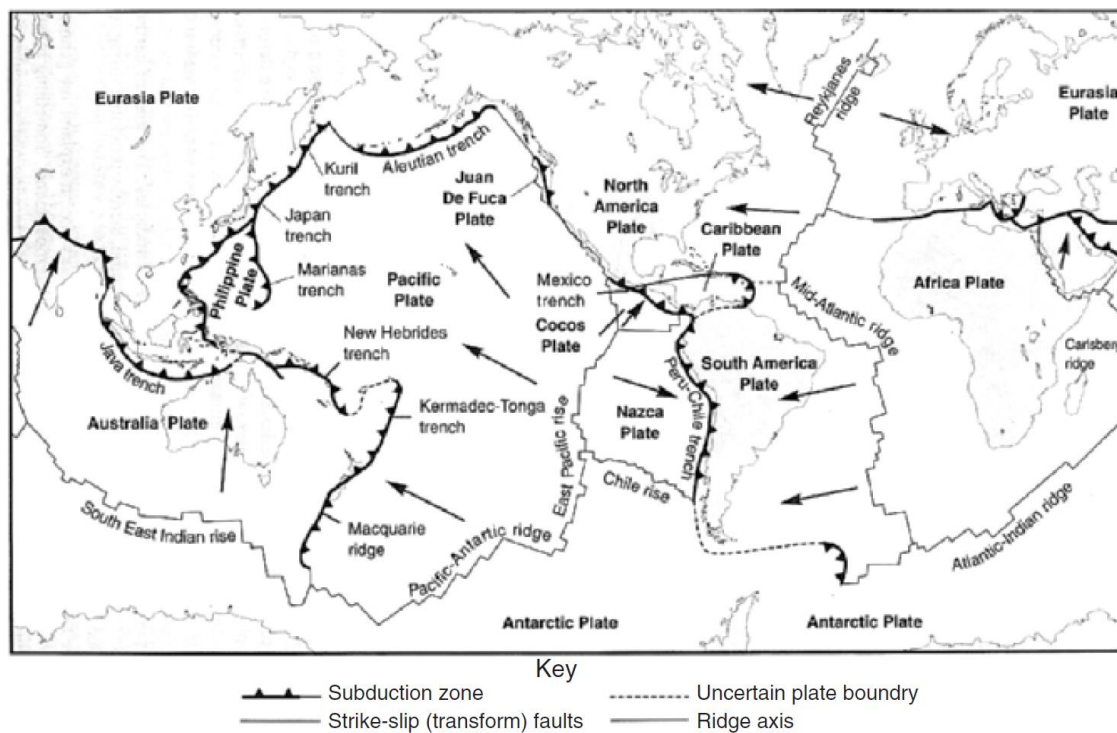 Eurasia Plate
Reykjanes
ridge
Eurasia
Plate
Aleutian trench
Kuril
trench
Juan
De Fuca
Plate
North
America
Plate
Japan
trench
Caribbean
Plate
Philippine
Plate
Marianas
trench
Pacific
Plate
Mexico
trench
Africa Plate
Mid-Atlantic ridge
Cocos
Plate
New Hebrides
trench
Carlsberg
ridge
Java trench
South America
Plate
Peru-Chile trench
Australia Plate
Kermadec-Tonga
trench
Nazca
Plate
East Pacific rise
Chile rise
South East Indian rise
Macquarie
ridge
Pacific-Antarctic ridge
Atlantic-Indian ridge
Antarctic Plate
Antarctic Plate
Key
Subduction zone
Uncertain plate boundry
Strike-slip (transform) faults
Ridge axis